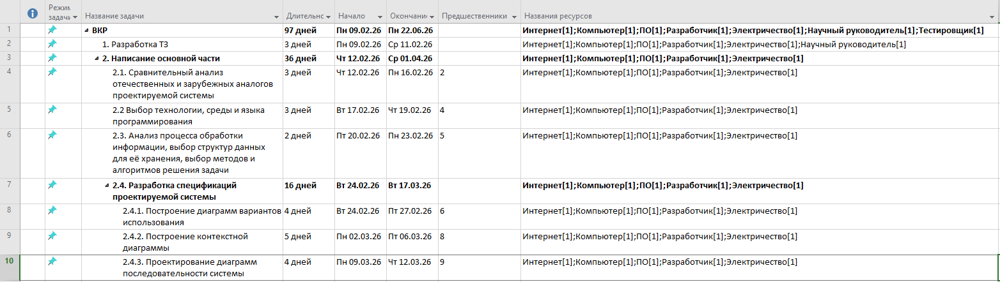 Режим задачи Название задачи Длительнс Начало Окончание Предшественники Названия ресурсов
1 ВКР 97 дней Пн 09.02.26 Пн 22.06.26 Интернет[1];Компьютер[1];ПО[1];Разработчик[1];Электричество[1];Научный руководитель[1];Тестировщик[1]
2 1. Разработка ТЗ 3 дней Пн 09.02.26 Ср 11.02.26 Интернет[1];Компьютер[1];ПО[1];Разработчик[1];Электричество[1];Научный руководитель[1]
3 2. Написание основной части 36 дней Чт 12.02.26 Ср 01.04.26 Интернет[1];Компьютер[1];ПО[1];Разработчик[1];Электричество[1]
4 2.1. Сравнительный анализ 3 дней Чт 12.02.26 Пн 16.02.26 2 Интернет[1];Компьютер[1];ПО[1];Разработчик[1];Электричество[1]
отечественных и зарубежных аналогов
проектируемой системы
5 2.2 Выбор технологии, среды и языка 3 дней Вт 17.02.26 Чт 19.02.26 4 Интернет[1];Компьютер[1];ПО[1];Разработчик[1];Электричество[1]
программирования
6 2.3. Анализ процесса обработки 2 дней Пт 20.02.26 Пн 23.02.26 5 Интернет[1];Компьютер[1];ПО[1];Разработчик[1];Электричество[1]
информации, выбор структур данных
для её хранения, выбор методов и
алгоритмов решения задачи
7 2.4. Разработка спецификаций 16 дней Вт 24.02.26 Вт 17.03.26 Интернет[1];Компьютер[1];ПО[1];Разработчик[1];Электричество[1]
проектируемой системы
8 2.4.1. Построение диаграмм вариантов 4 дней Вт 24.02.26 Пт 27.02.26 6 Интернет[1];Компьютер[1];ПО[1];Разработчик[1];Электричество[1]
использования
9 2.4.2. Построение контекстной 5 дней Пн 02.03.26 Пт 06.03.26 8 Интернет[1];Компьютер[1];ПО[1];Разработчик[1];Электричество[1]
диаграммы
10 2.4.3. Проектирование диаграмм 4 дней Пн 09.03.26 Чт 12.03.26 9 Интернет[1];Компьютер[1];ПО[1];Разработчик[1];Электричество[1]
последовательности системы